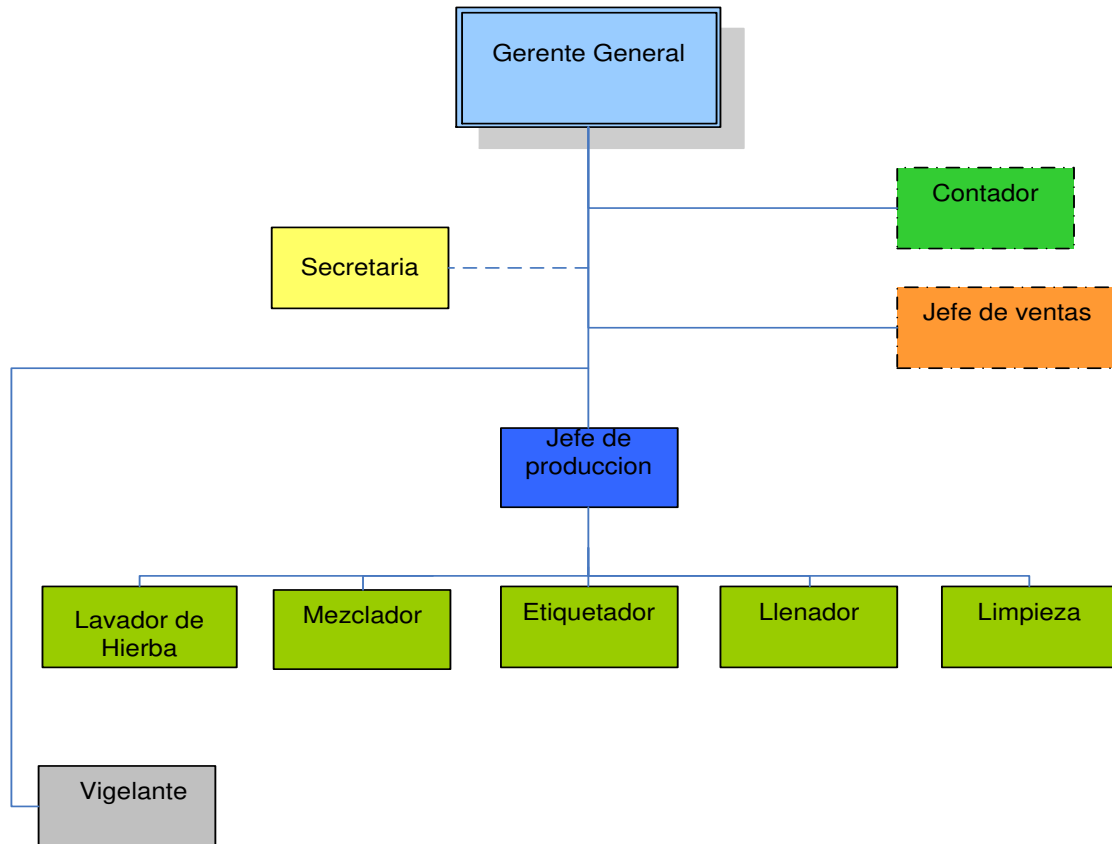 Gerente General
Contador
Secretaria
Jefe de ventas
Jefe de
produccion
Lavador de
Hierba
Mezclador
Etiquetador
Llenador
Limpieza
Vigelante